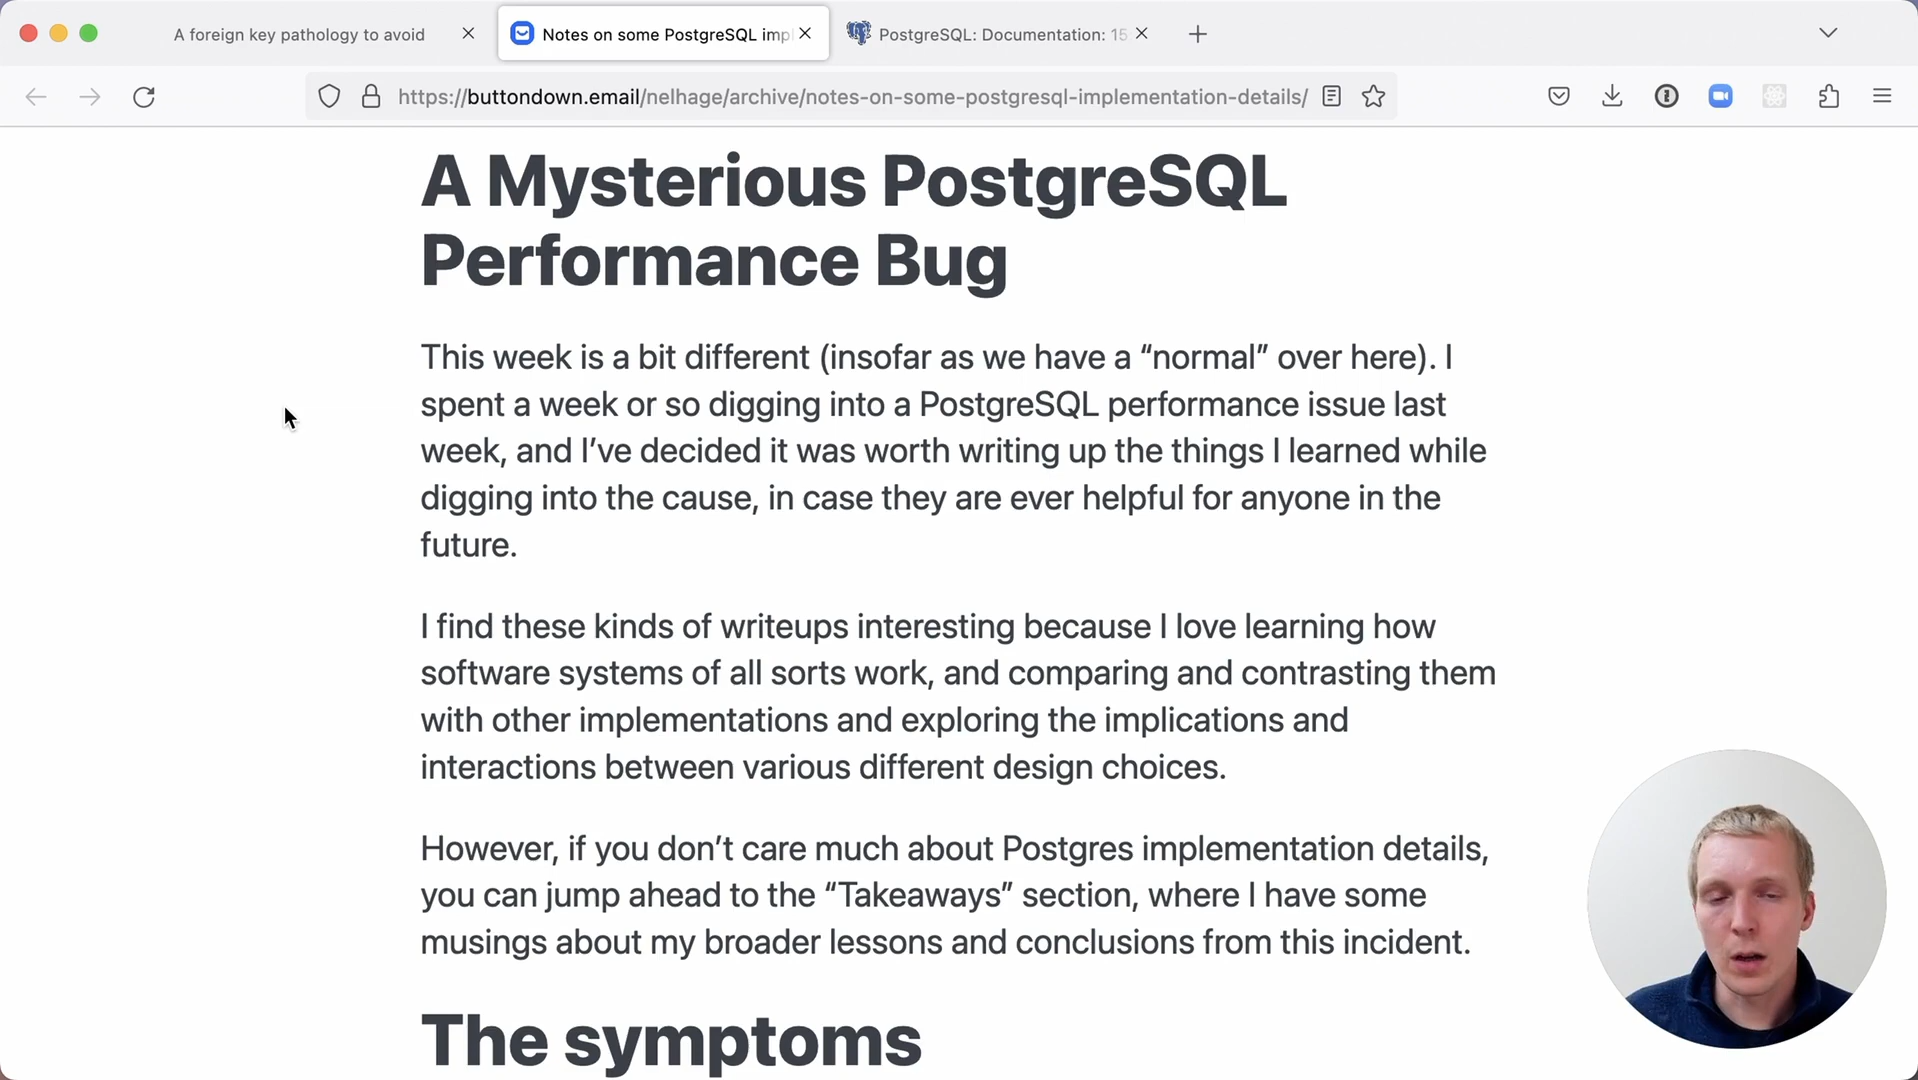 A foreign key pathology to avoid
Notes on some PostgreSQL imp
PostgreSQL: Documentation: 15
https://buttondown.email/nelhage/archive/notes-on-some-postgresql-implementation-details/
A Mysterious PostgreSQL
Performance Bug
This week is a bit different (insofar as we have a “normal” over here). I
spent a week or so digging into a PostgreSQL performance issue last
week, and I’ve decided it was worth writing up the things I learned while
digging into the cause, in case they are ever helpful for anyone in the
future.
I find these kinds of writeups interesting because I love learning how
software systems of all sorts work, and comparing and contrasting them
with other implementations and exploring the implications and
interactions between various different design choices.
However, if you don’t care much about Postgres implementation details,
you can jump ahead to the “Takeaways” section, where I have some
musings about my broader lessons and conclusions from this incident.
The symptoms